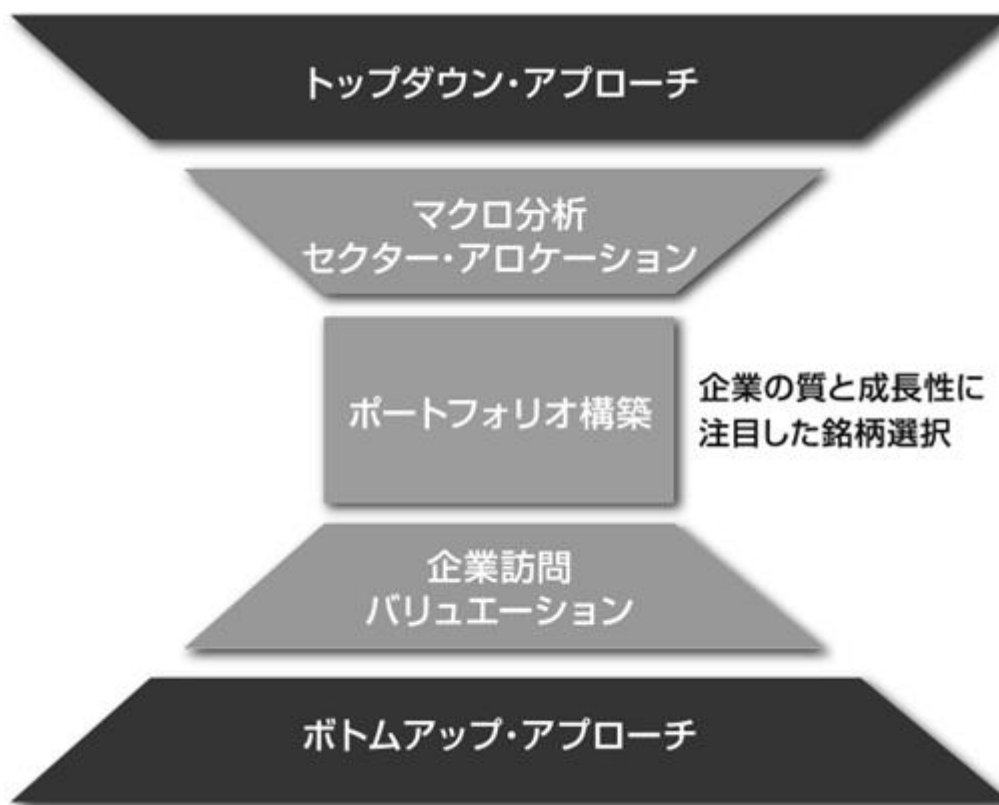 トップダウン・アプローチ
マクロ分析
セクター・アロケーション
ポートフォリオ構築
企業の質と成長性に
注目した銘柄選択
企業訪問
バリュエーション
ボトムアップ・アプローチ